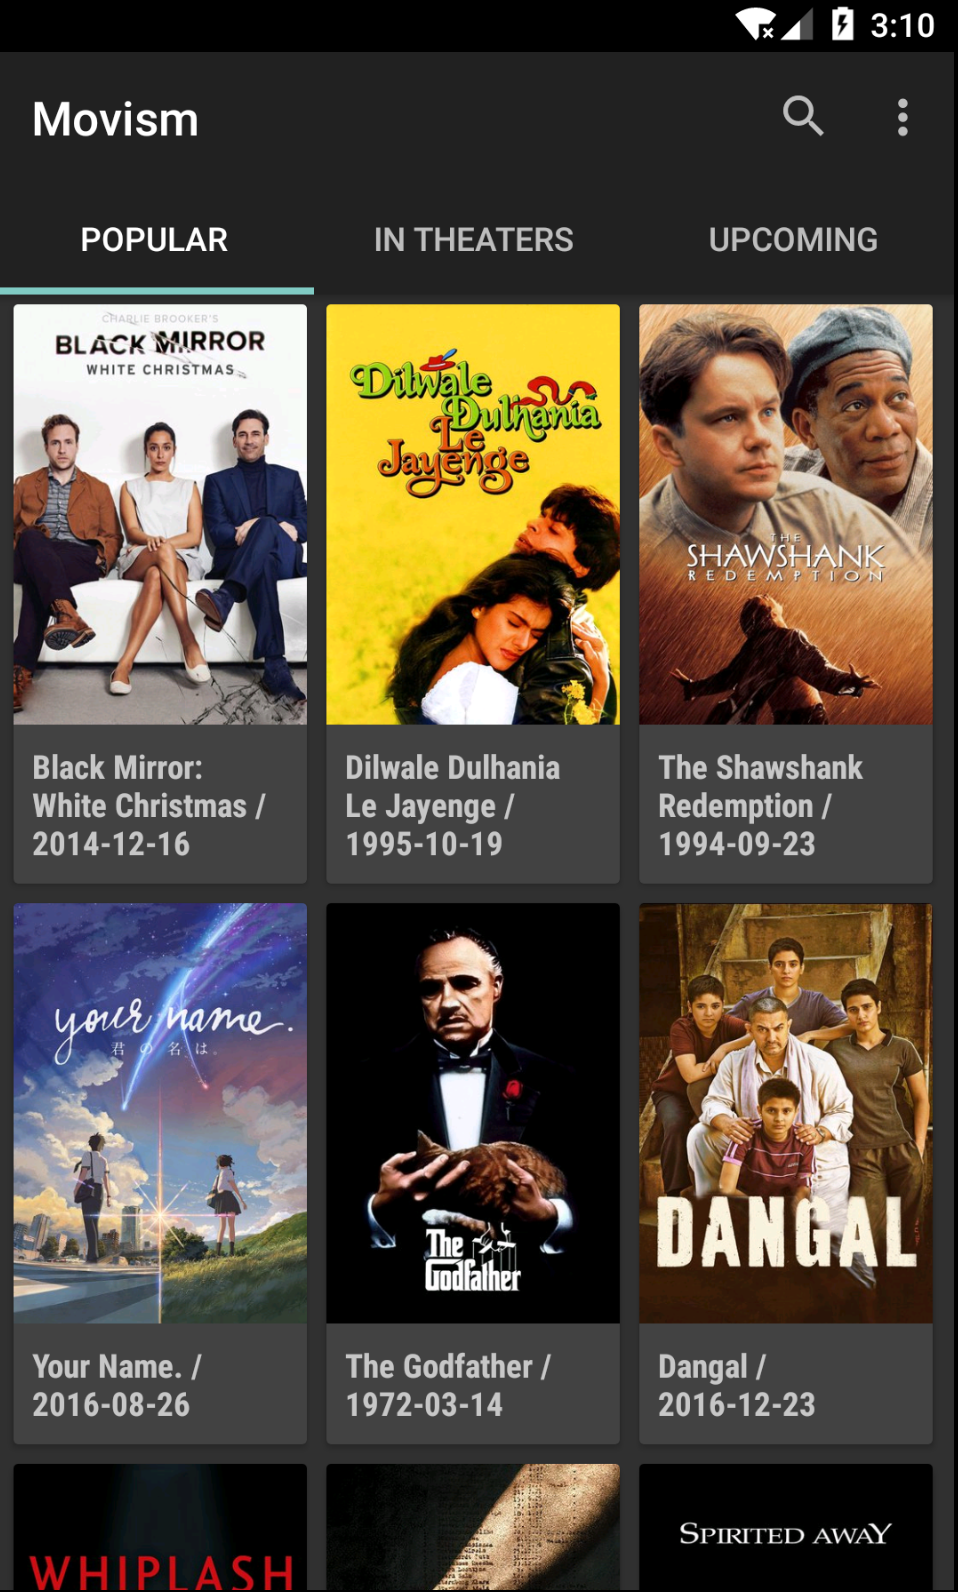 3:10
Movism
POPULAR
IN THEATERS
UPCOMING
CHARLIE BROOKER'S
BLACK MIRROR
WHITE CHRISTMAS
Dilwale
Dulhania
Le
Jayenge
THE
SHAWSHANK
REDEMPTION
Black Mirror:
White Christmas /
2014-12-16
Dilwale Dulhania
Le Jayenge /
1995-10-19
The Shawshank
Redemption /
1994-09-23
your name.
君の名は。
The
Godfather
DANGAL
Your Name. /
2016-08-26
The Godfather /
1972-03-14
Dangal /
2016-12-23
WHIPLASH
SPIRITED AWAY